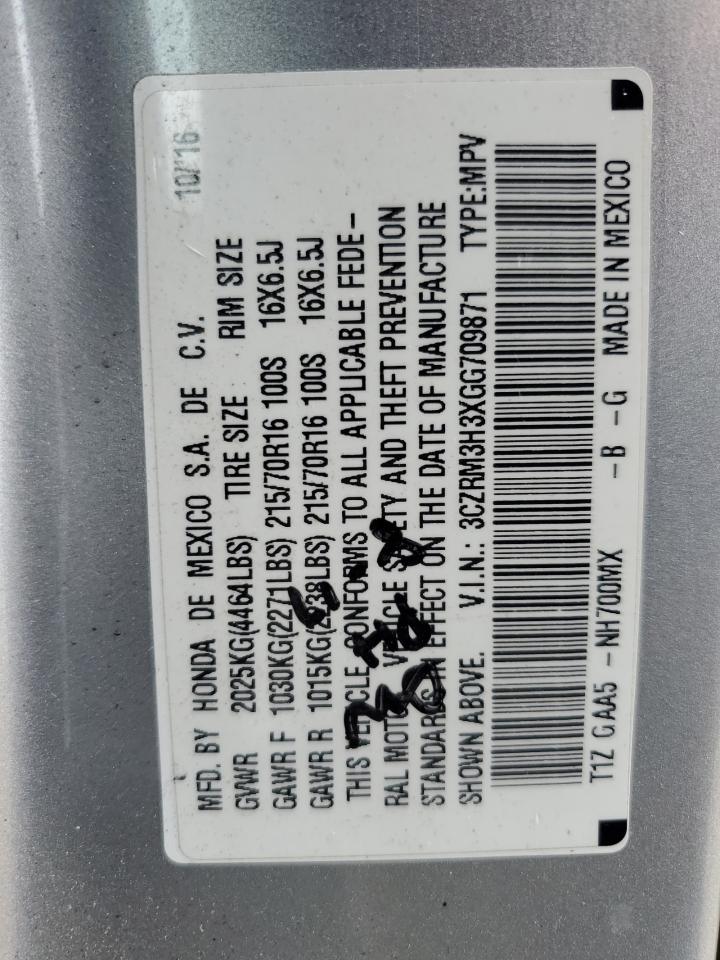 10/16
MFD. BY HONDA DE MEXICO S.A. DE C.V.
GVWR 2025KG(4464LBS) TIRE SIZE RIM SIZE
GAWR F 1030KG(2271LBS) 215/70R16 100S 16X6.5J
GAWR R 1015KG(2238LBS) 215/70R16 100S 16X6.5J
THIS VEHICLE CONFORMS TO ALL APPLICABLE FEDE-
RAL MOTOR VEHICLE SAFETY AND THEFT PREVENTION
STANDARDS IN EFFECT ON THE DATE OF MANUFACTURE
SHOWN ABOVE. V.I.N.: 3CZRM3H3XGG709871 TYPE:MPV
T1Z GAA5 -NH700MX -B -G MADE IN MEXICO